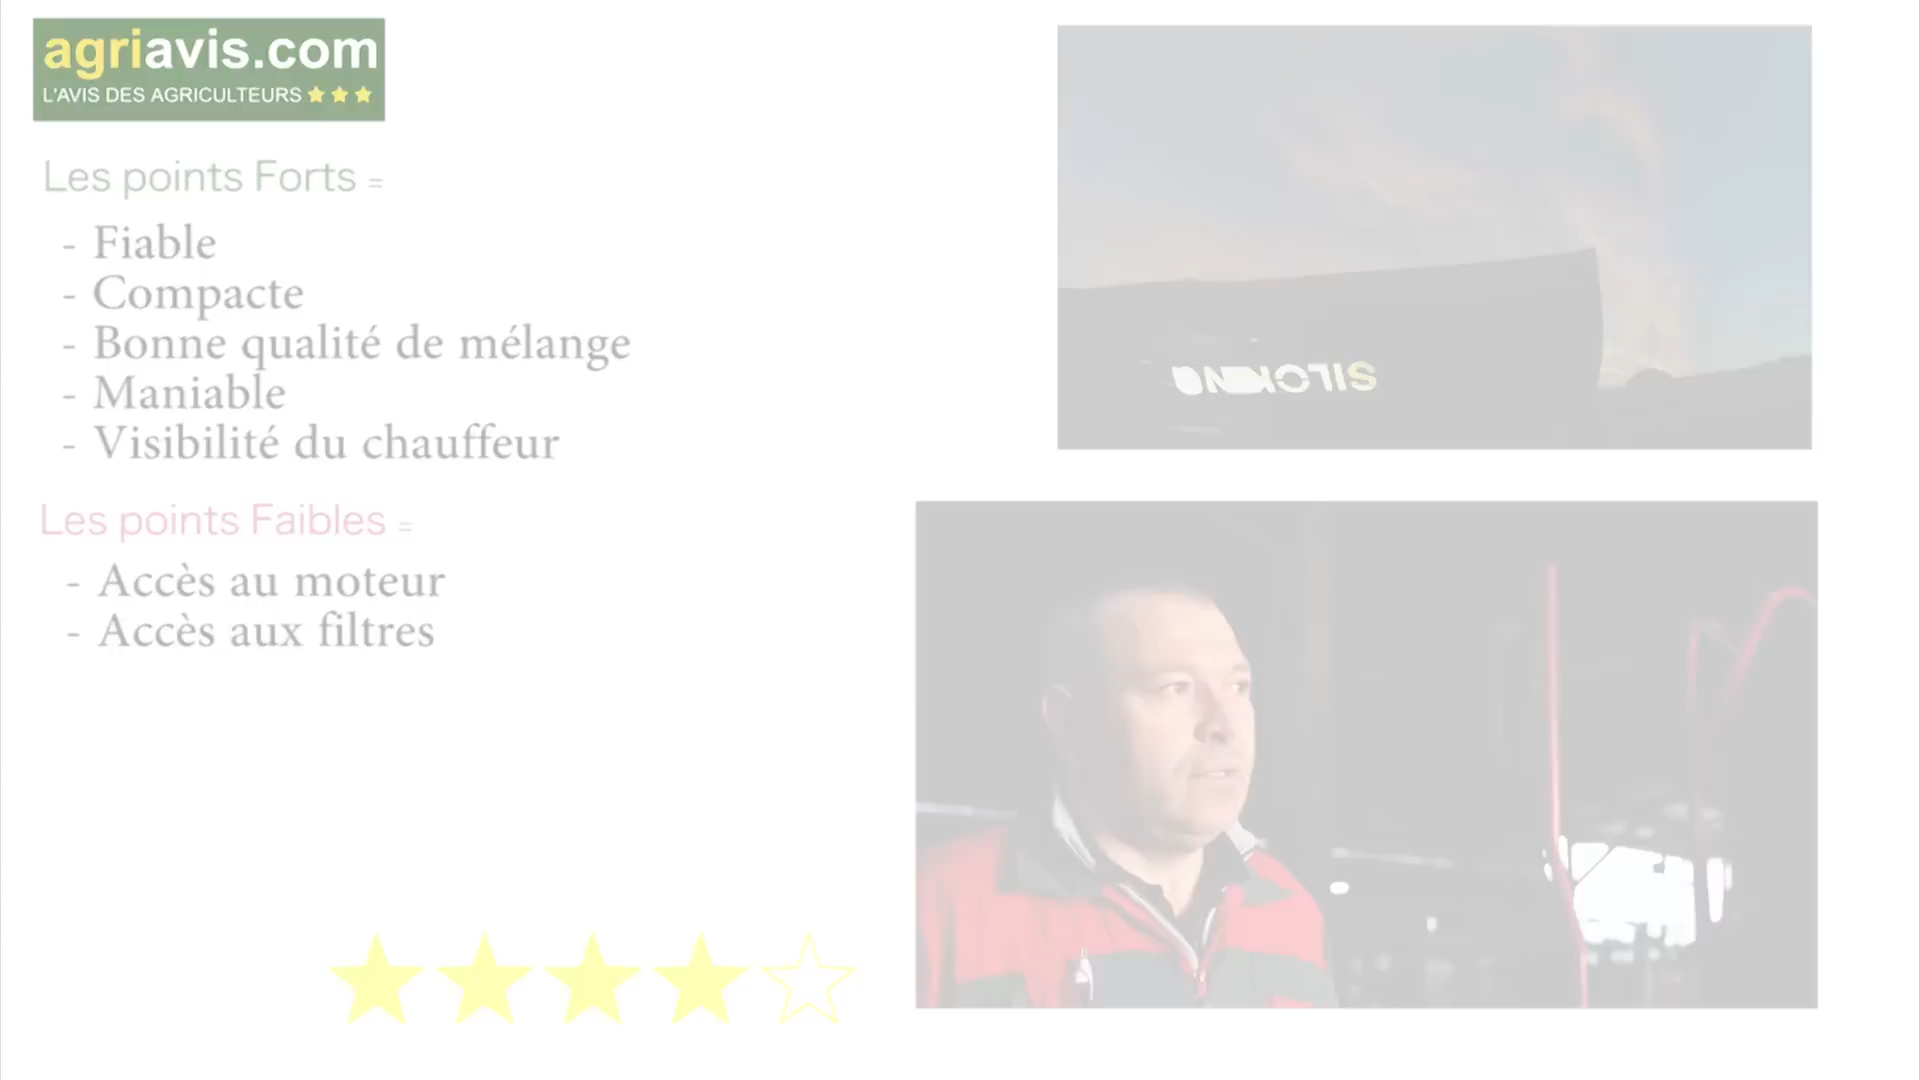 agriavis.com
L'AVIS DES AGRICULTEURS
Les points Forts =
- Fiable
- Compacte
- Bonne qualité de mélange
- Maniable
- Visibilité du chauffeur
Les points Faibles =
- Accès au moteur
- Accès aux filtres
SILOKING